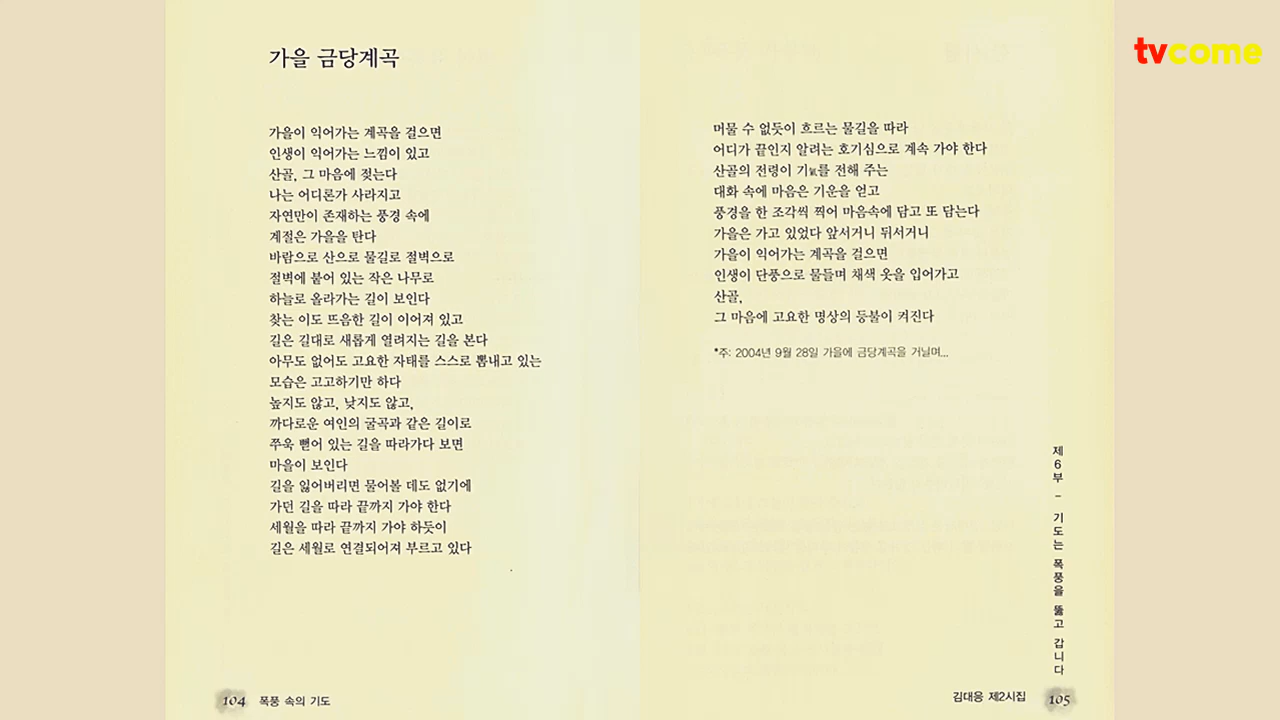 tvcome
가을 금당계곡
가을이 익어가는 계곡을 걸으면
인생이 익어가는 느낌이 있고
산골, 그 마음에 젖는다
나는 어디론가 사라지고
자연만이 존재하는 풍경 속에
계절은 가을을 탄다
바람으로 산으로 물길로 절벽으로
절벽에 붙어 있는 작은 나무로
하늘로 올라가는 길이 보인다
찾는 이도 뜨음한 길이 이어져 있고
길은 길대로 새롭게 열려지는 길을 본다
아무도 없어도 고요한 자태를 스스로 뽐내고 있는
모습은 고고하기만 하다
높지도 않고, 낮지도 않고,
까다로운 여인의 굴곡과 같은 길이로
쭈욱 뻗어 있는 길을 따라가다 보면
마을이 보인다
길을 잃어버리면 물어볼 데도 없기에
가던 길을 따라 끝까지 가야 한다
세월을 따라 끝까지 가야 하듯이
길은 세월로 연결되어져 부르고 있다
104 폭풍 속의 기도
머물 수 없듯이 흐르는 물길을 따라
어디가 끝인지 알려는 호기심으로 계속 가야 한다
산골의 전령이 기氣를 전해 주는
대화 속에 마음은 기운을 얻고
풍경을 한 조각씩 찍어 마음속에 담고 또 담는다
가을은 가고 있었다 앞서거니 뒤서거니
가을이 익어가는 계곡을 걸으면
인생이 단풍으로 물들며 채색 옷을 입어가고
산골,
그 마음에 고요한 명상의 등불이 켜진다
*주: 2004년 9월 28일 가을에 금당계곡을 거닐며...
제6부 - 기도는 폭풍을 뚫고 갑니다
김대응 제2시집 105